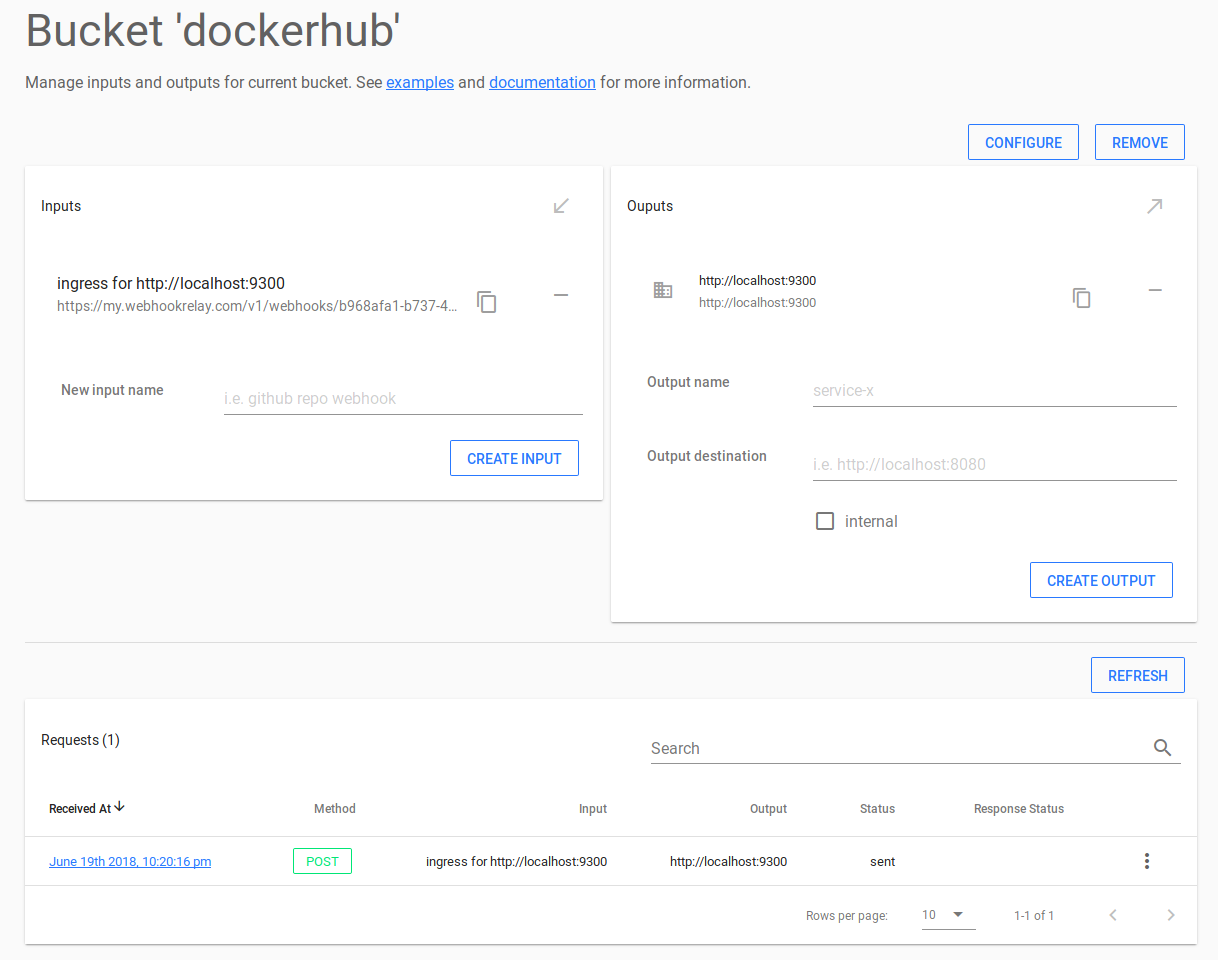 Bucket 'dockerhub'
Manage inputs and outputs for current bucket. See examples and documentation for more information.
CONFIGURE REMOVE
Inputs
ingress for http://localhost:9300
https://my.webhookrelay.com/v1/webhooks/b968afa1-b737-4...
New input name
i.e. github repo webhook
CREATE INPUT
Ouputs
http://localhost:9300
http://localhost:9300
Output name
service-x
Output destination
i.e. http://localhost:8080
internal
CREATE OUTPUT
REFRESH
Requests (1)
Search
Received At Method Input Output Status Response Status
June 19th 2018, 10:20:16 pm POST ingress for http://localhost:9300 http://localhost:9300 sent
Rows per page: 10 1-1 of 1